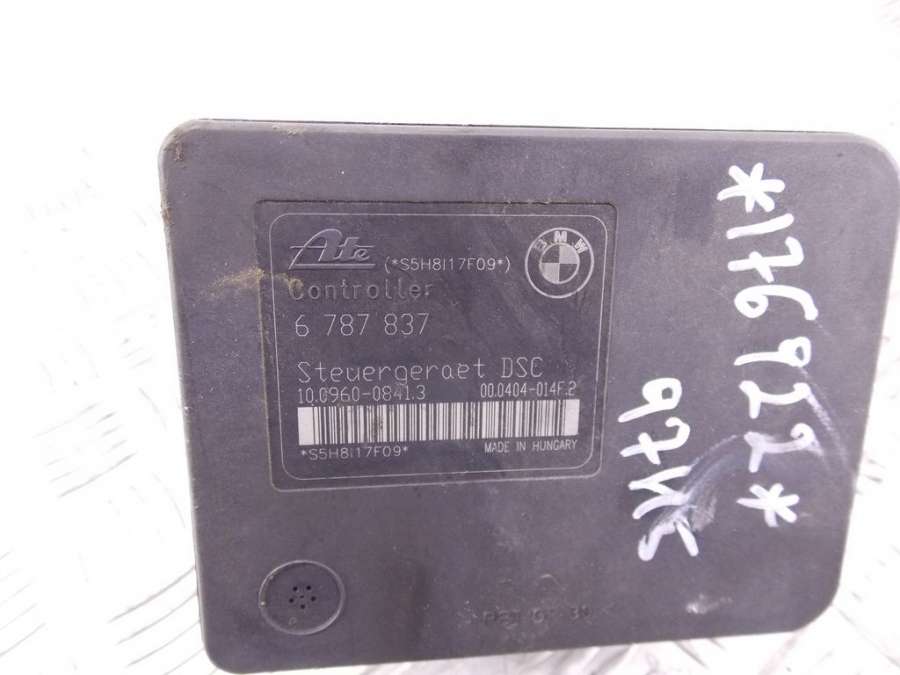 Ate (*S5H8I17F09*)
BMW
Controller
6 787 837
Steuergeraet DSC
10.0960-0841.3 00.0404-014F.2
*S5H8I17F09* MADE IN HUNGARY
*176922*